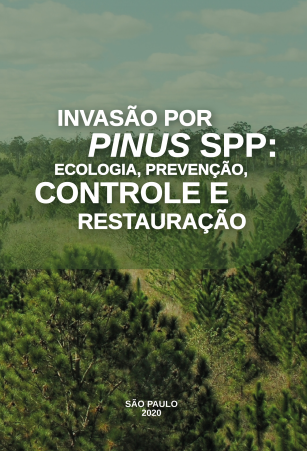 INVASÃO POR
PINUS SPP:
ECOLOGIA, PREVENÇÃO,
CONTROLE E
RESTAURAÇÃO
SÃO PAULO
2020